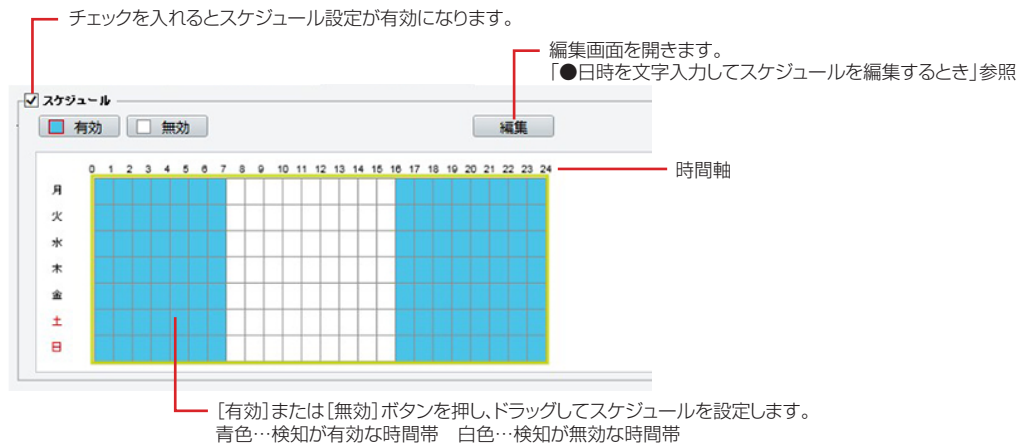 チェックを入れるとスケジュール設定が有効になります。
編集画面を開きます。
「●日時を文字入力してスケジュールを編集するとき」参照
スケジュール
有効 無効 編集
0 1 2 3 4 5 6 7 8 9 10 11 12 13 14 15 16 17 18 19 20 21 22 23 24 時間軸
月
火
水
木
金
土
日
[有効]または[無効]ボタンを押し、ドラッグしてスケジュールを設定します。
青色…検知が有効な時間帯 白色…検知が無効な時間帯